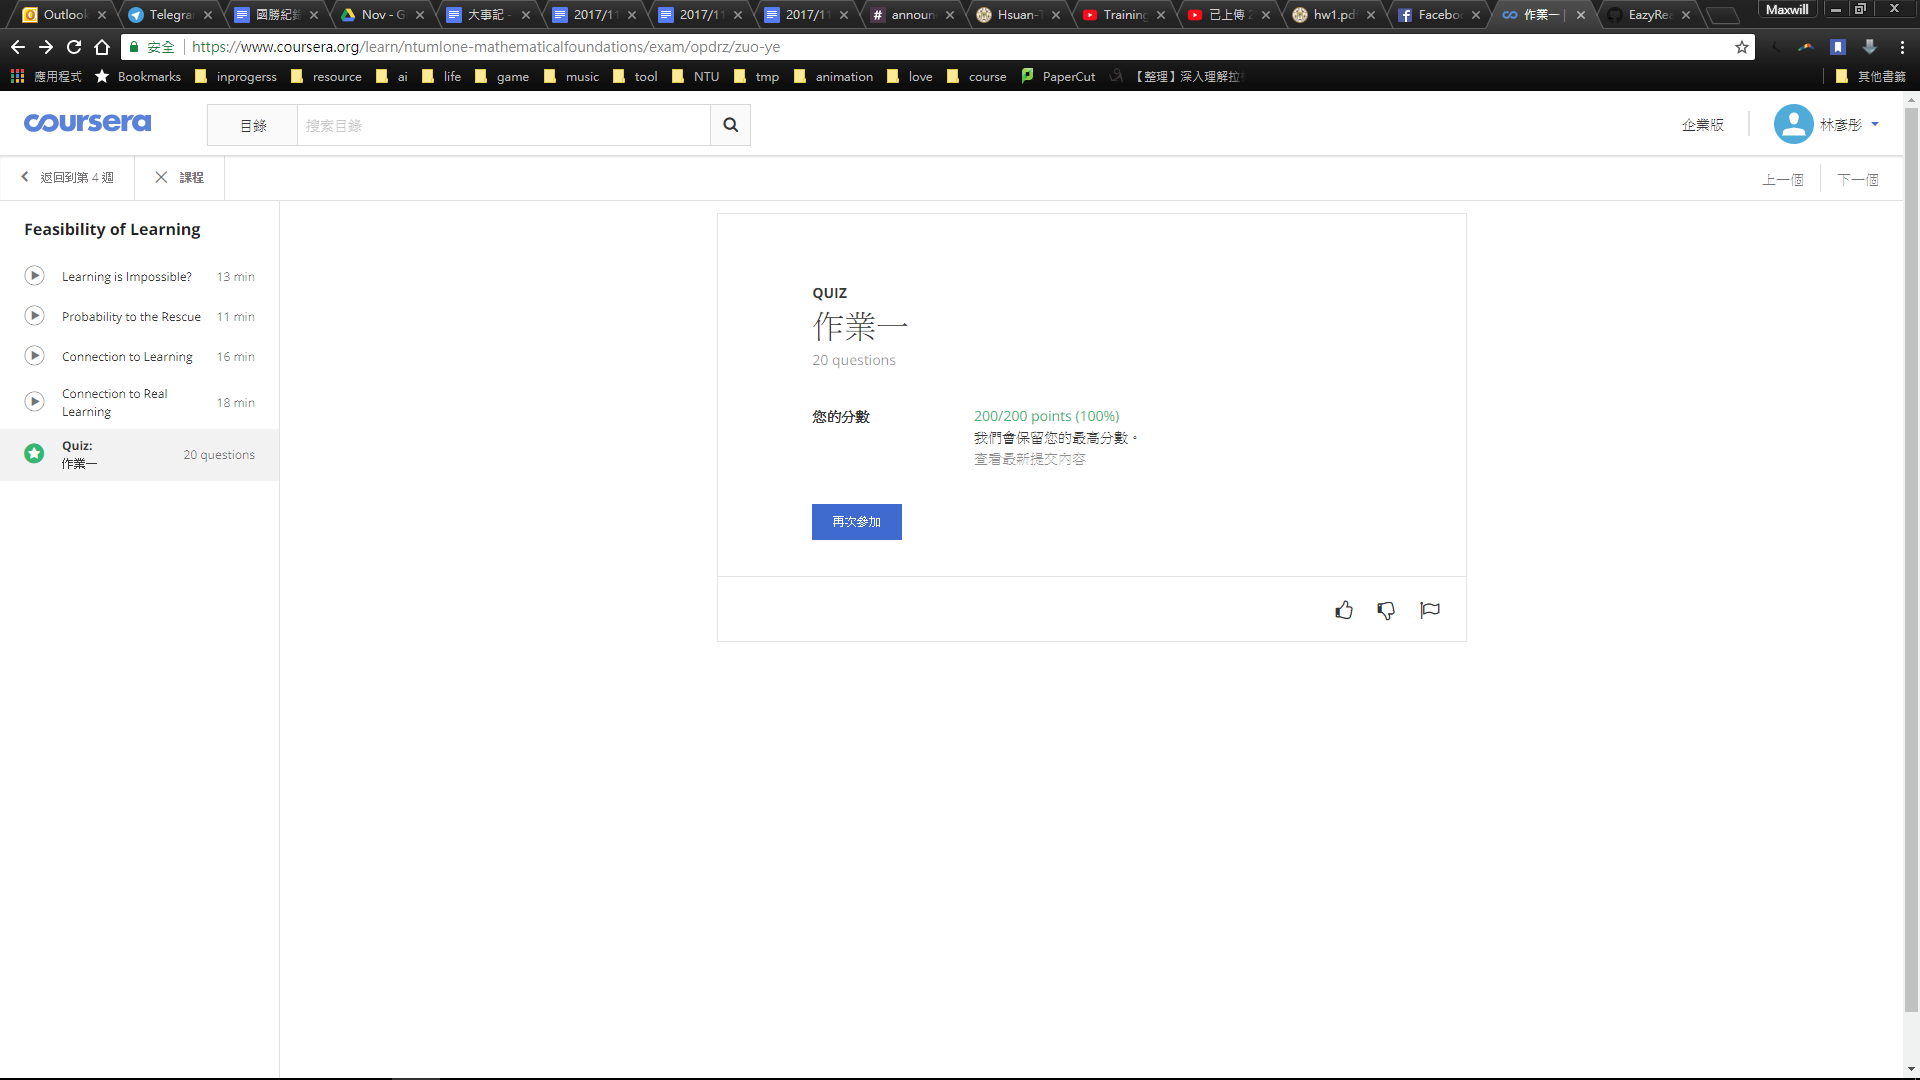 Outlook
Telegra
國勝紀錄
Nov - G
大事記 -
2017/11
2017/11
2017/11
announ
Hsuan-T
Training
已上傳 2
hw1.pd
Facebo
作業一 |
EazyRea
Maxwill
安全 https://www.coursera.org/learn/ntumlone-mathematicalfoundations/exam/opdrz/zuo-ye
應用程式 Bookmarks inprogerss resource ai life game music tool NTU tmp animation love course PaperCut 【整理】深入理解拉 其他書籤
coursera 目錄 搜索目錄 企業版 林彥彤
返回到第 4 週 課程 上一個 下一個
Feasibility of Learning
Learning is Impossible? 13 min
Probability to the Rescue 11 min
Connection to Learning 16 min
Connection to Real
Learning
18 min
Quiz:
作業一
20 questions
QUIZ
作業一
20 questions
您的分數 200/200 points (100%)
我們會保留您的最高分數。
查看最新提交內容
再次參加